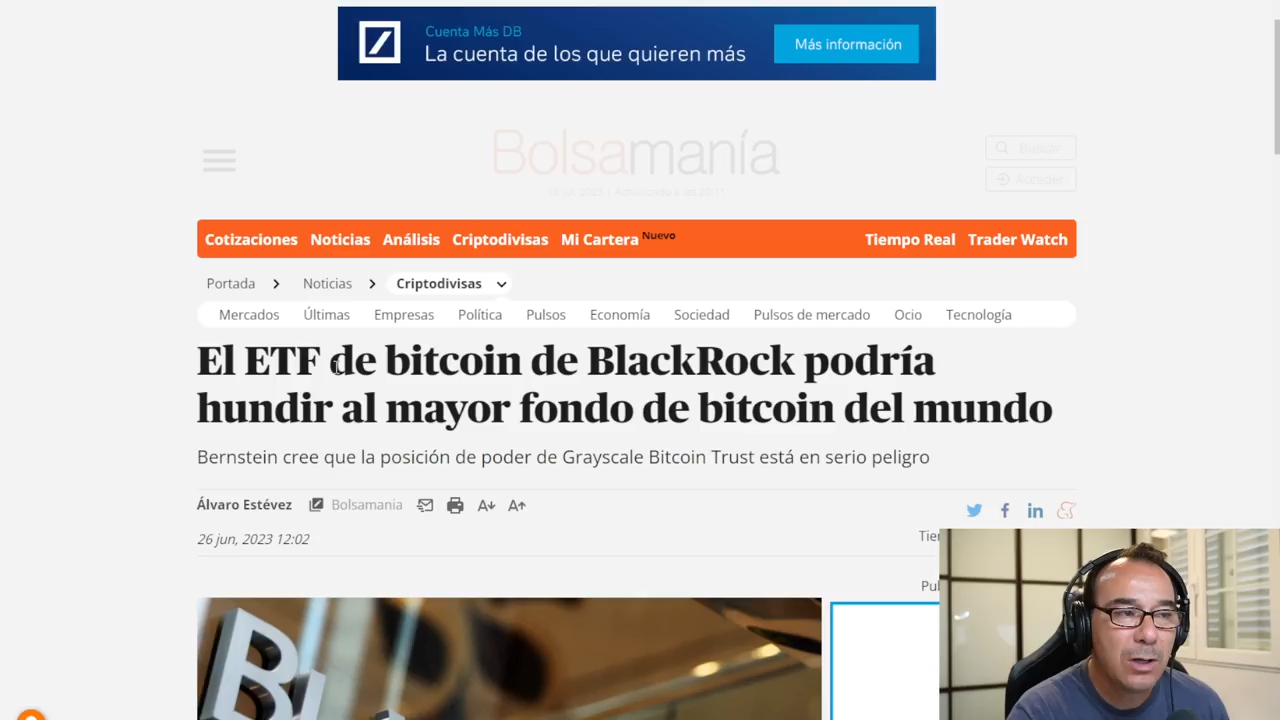 Cuenta Más DB
La cuenta de los que quieren más
Más información
Bolsamanía
Buscar
Acceder
Cotizaciones Noticias Análisis Criptodivisas Mi Cartera Nuevo Tiempo Real Trader Watch
Portada Noticias Criptodivisas
Mercados Últimas Empresas Política Pulsos Economía Sociedad Pulsos de mercado Ocio Tecnología
El ETF de bitcoin de BlackRock podría
hundir al mayor fondo de bitcoin del mundo
Bernstein cree que la posición de poder de Grayscale Bitcoin Trust está en serio peligro
Álvaro Estévez Bolsamania
26 jun, 2023 12:02